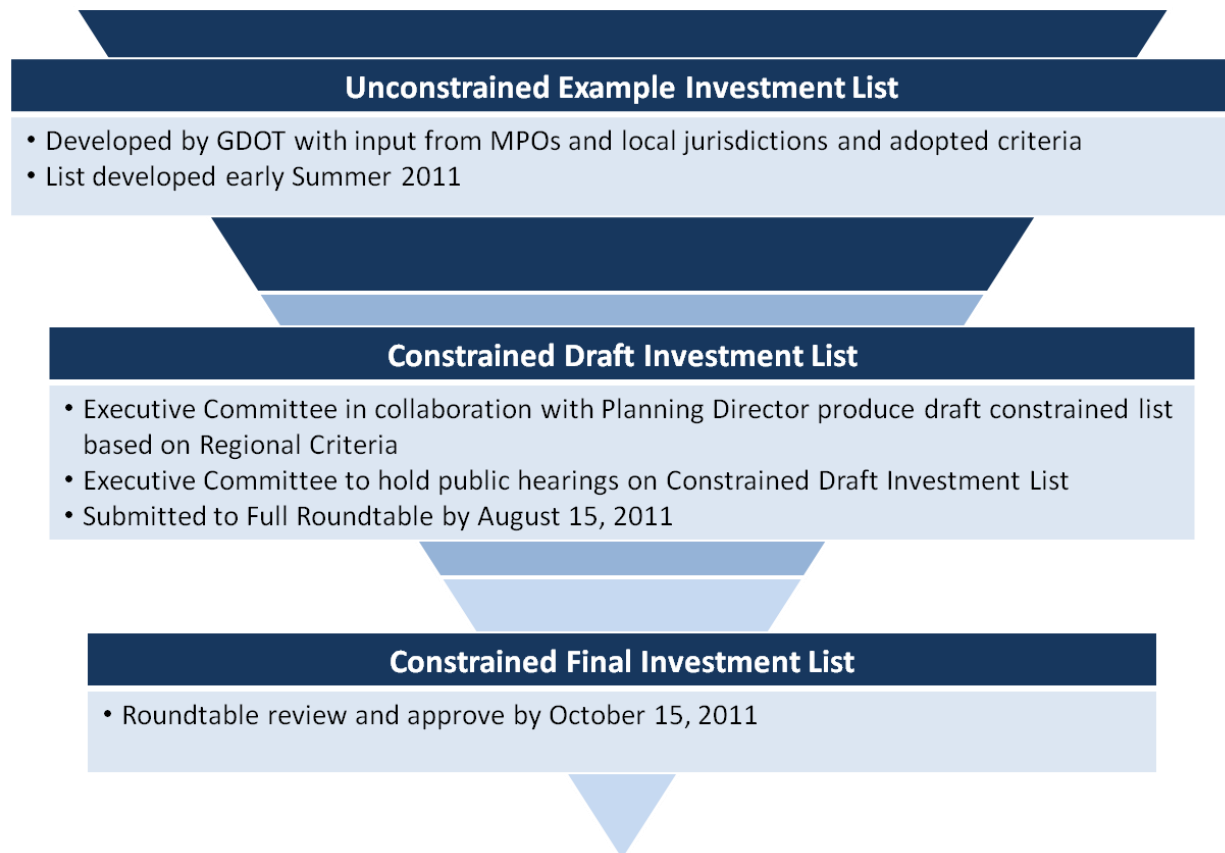 Unconstrained Example Investment List
• Developed by GDOT with input from MPOs and local jurisdictions and adopted criteria
• List developed early Summer 2011
Constrained Draft Investment List
• Executive Committee in collaboration with Planning Director produce draft constrained list
based on Regional Criteria
• Executive Committee to hold public hearings on Constrained Draft Investment List
• Submitted to Full Roundtable by August 15, 2011
Constrained Final Investment List
• Roundtable review and approve by October 15, 2011